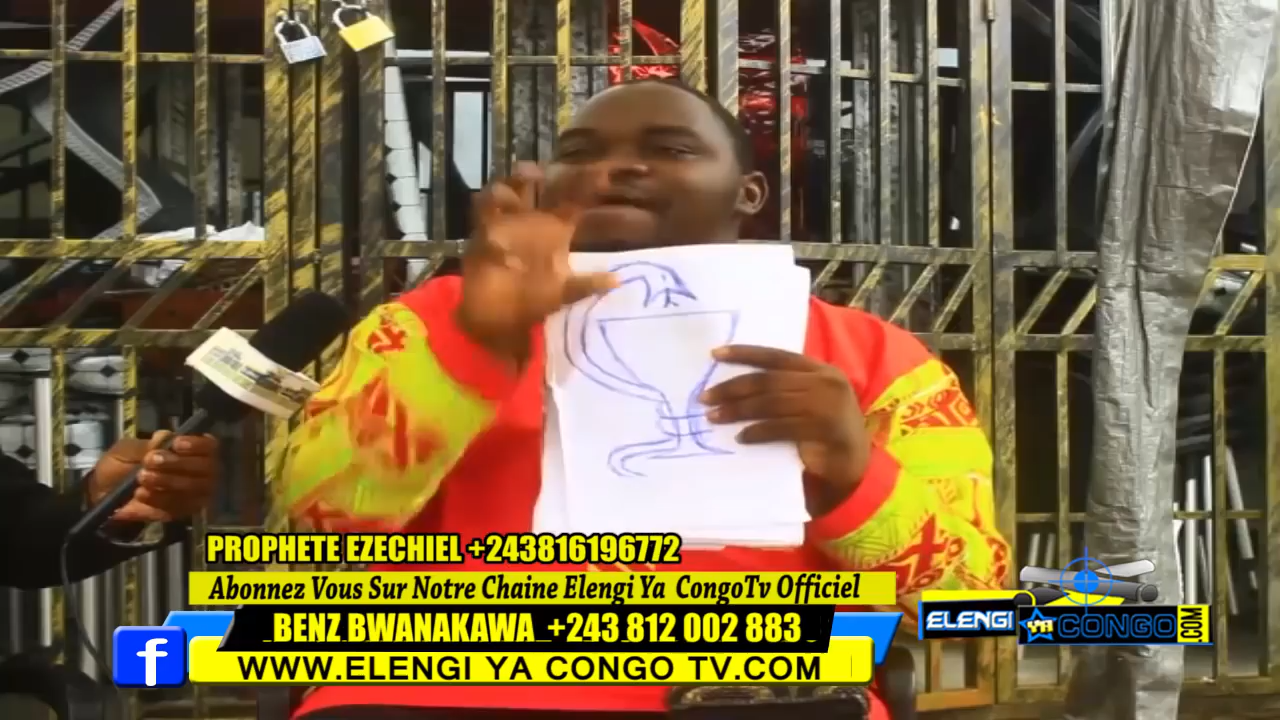 PROPHETE EZECHIEL +243816196772
Abonnez Vous Sur Notre Chaine Elengi Ya CongoTv Officiel
BENZ BWANAKAWA +243 812 002 883
f WWW.ELENGI YA CONGO TV.COM
ELENGI YA CONGO .COM